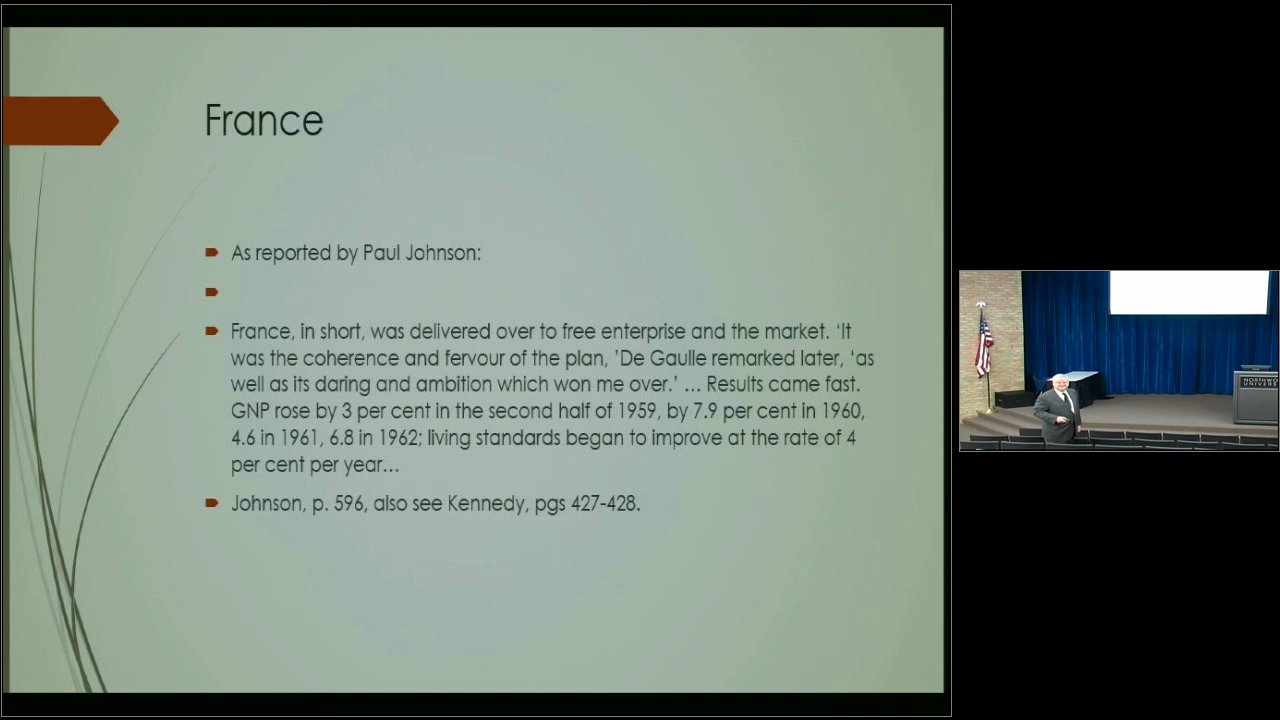 France
As reported by Paul Johnson:
France, in short, was delivered over to free enterprise and the market. ‘It
was the coherence and fervour of the plan, ’De Gaulle remarked later, ‘as
well as its daring and ambition which won me over.’ … Results came fast.
GNP rose by 3 per cent in the second half of 1959, by 7.9 per cent in 1960,
4.6 in 1961, 6.8 in 1962; living standards began to improve at the rate of 4
per cent per year…
Johnson, p. 596, also see Kennedy, pgs 427-428.